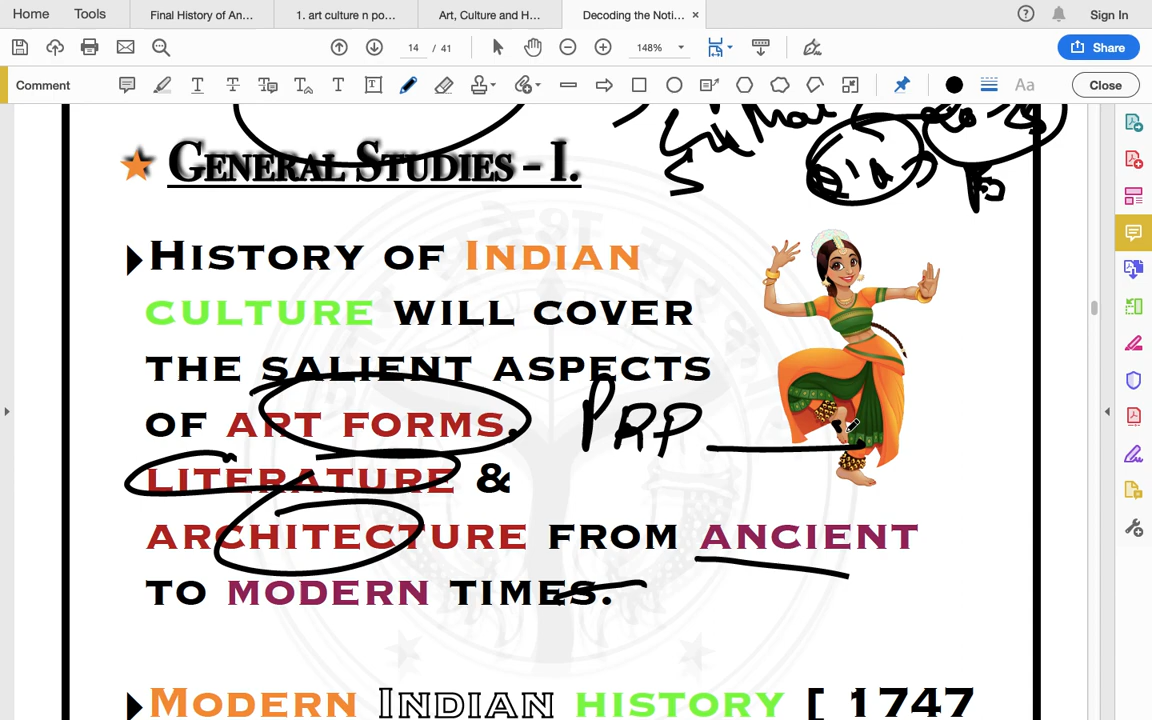 Home Tools Final History of An... 1. art culture n po... Art, Culture and H... Decoding the Noti... × Sign In
14 / 41 148% Share
Comment Aa Close
GENERAL STUDIES - I.
HISTORY OF INDIAN
CULTURE WILL COVER
THE SALIENT ASPECTS
OF ART FORMS,
PRP
LITERATURE &
ARCHITECTURE FROM ANCIENT
TO MODERN TIMES.
MODERN INDIAN HISTORY [ 1747